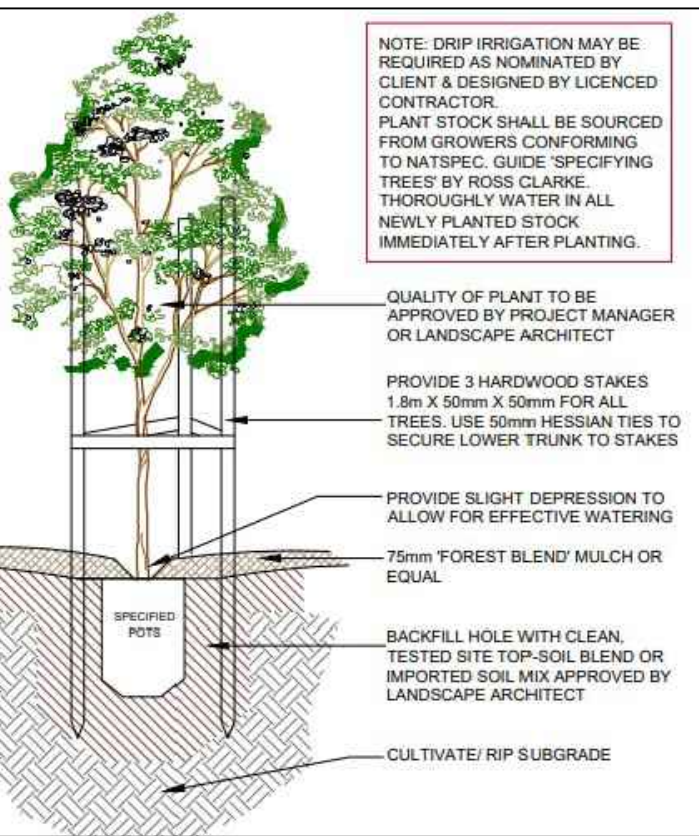 NOTE: DRIP IRRIGATION MAY BE
REQUIRED AS NOMINATED BY
CLIENT & DESIGNED BY LICENCED
CONTRACTOR.
PLANT STOCK SHALL BE SOURCED
FROM GROWERS CONFORMING
TO NATSPEC. GUIDE 'SPECIFYING
TREES' BY ROSS CLARKE.
THOROUGHLY WATER IN ALL
NEWLY PLANTED STOCK
IMMEDIATELY AFTER PLANTING.
QUALITY OF PLANT TO BE
APPROVED BY PROJECT MANAGER
OR LANDSCAPE ARCHITECT
PROVIDE 3 HARDWOOD STAKES
1.8m X 50mm X 50mm FOR ALL
TREES. USE 50mm HESSIAN TIES TO
SECURE LOWER TRUNK TO STAKES
PROVIDE SLIGHT DEPRESSION TO
ALLOW FOR EFFECTIVE WATERING
75mm 'FOREST BLEND' MULCH OR
EQUAL
SPECIFIED
POTS
BACKFILL HOLE WITH CLEAN,
TESTED SITE TOP-SOIL BLEND OR
IMPORTED SOIL MIX APPROVED BY
LANDSCAPE ARCHITECT
CULTIVATE/ RIP SUBGRADE